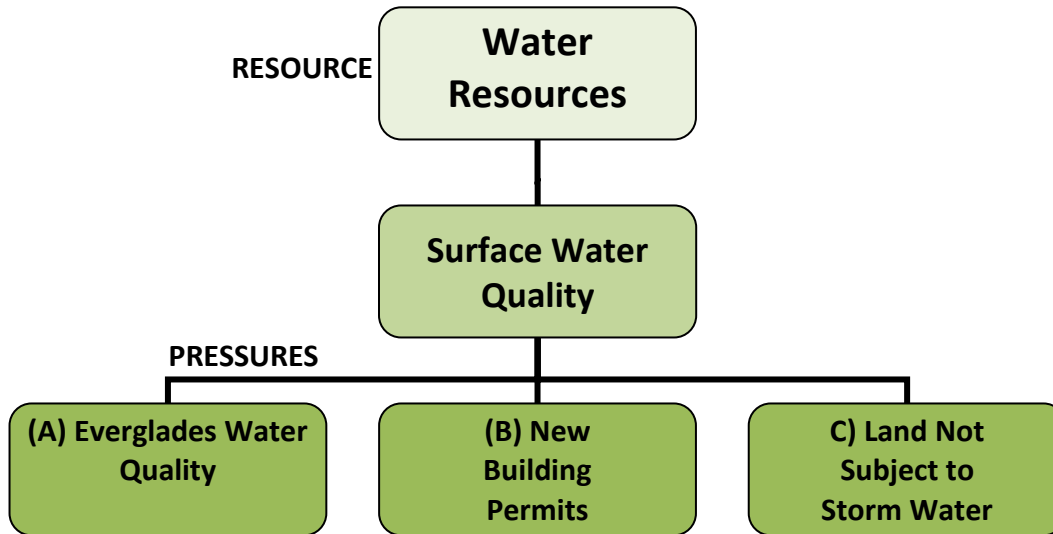 RESOURCE
Water
Resources
Surface Water
Quality
PRESSURES
(A) Everglades Water
Quality
(B) New
Building
Permits
C) Land Not
Subject to
Storm Water